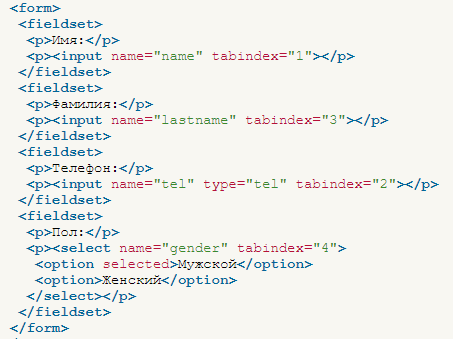 <form>
<fieldset>
<p>Имя:</p>
<p><input name="name" tabindex="1"></p>
</fieldset>
<fieldset>
<p>Фамилия:</p>
<p><input name="lastname" tabindex="3"></p>
</fieldset>
<fieldset>
<p>Телефон:</p>
<p><input name="tel" type="tel" tabindex="2"></p>
</fieldset>
<fieldset>
<p>Пол:</p>
<p><select name="gender" tabindex="4">
<option selected>Мужской</option>
<option>Женский</option>
</select></p>
</fieldset>
</form>